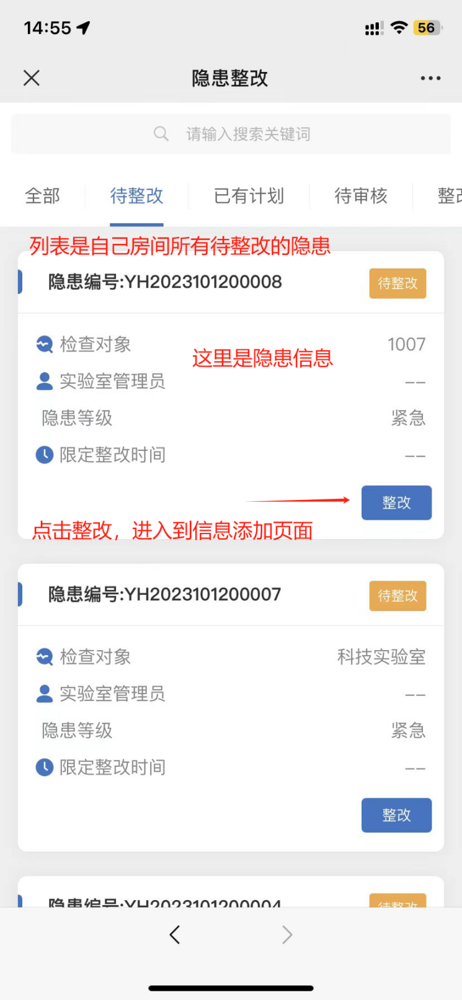 14:55
56
隐患整改
请输入搜索关键词
全部 待整改 已有计划 待审核 整改
列表是自己房间所有待整改的隐患
隐患编号:YH2023101200008 待整改
检查对象 1007
这里是隐患信息
实验室管理员 --
隐患等级 紧急
限定整改时间 --
整改
点击整改，进入到信息添加页面
隐患编号:YH2023101200007 待整改
检查对象 科技实验室
实验室管理员 --
隐患等级 紧急
限定整改时间 --
整改
隐患编号:YH2023101200004 待整改